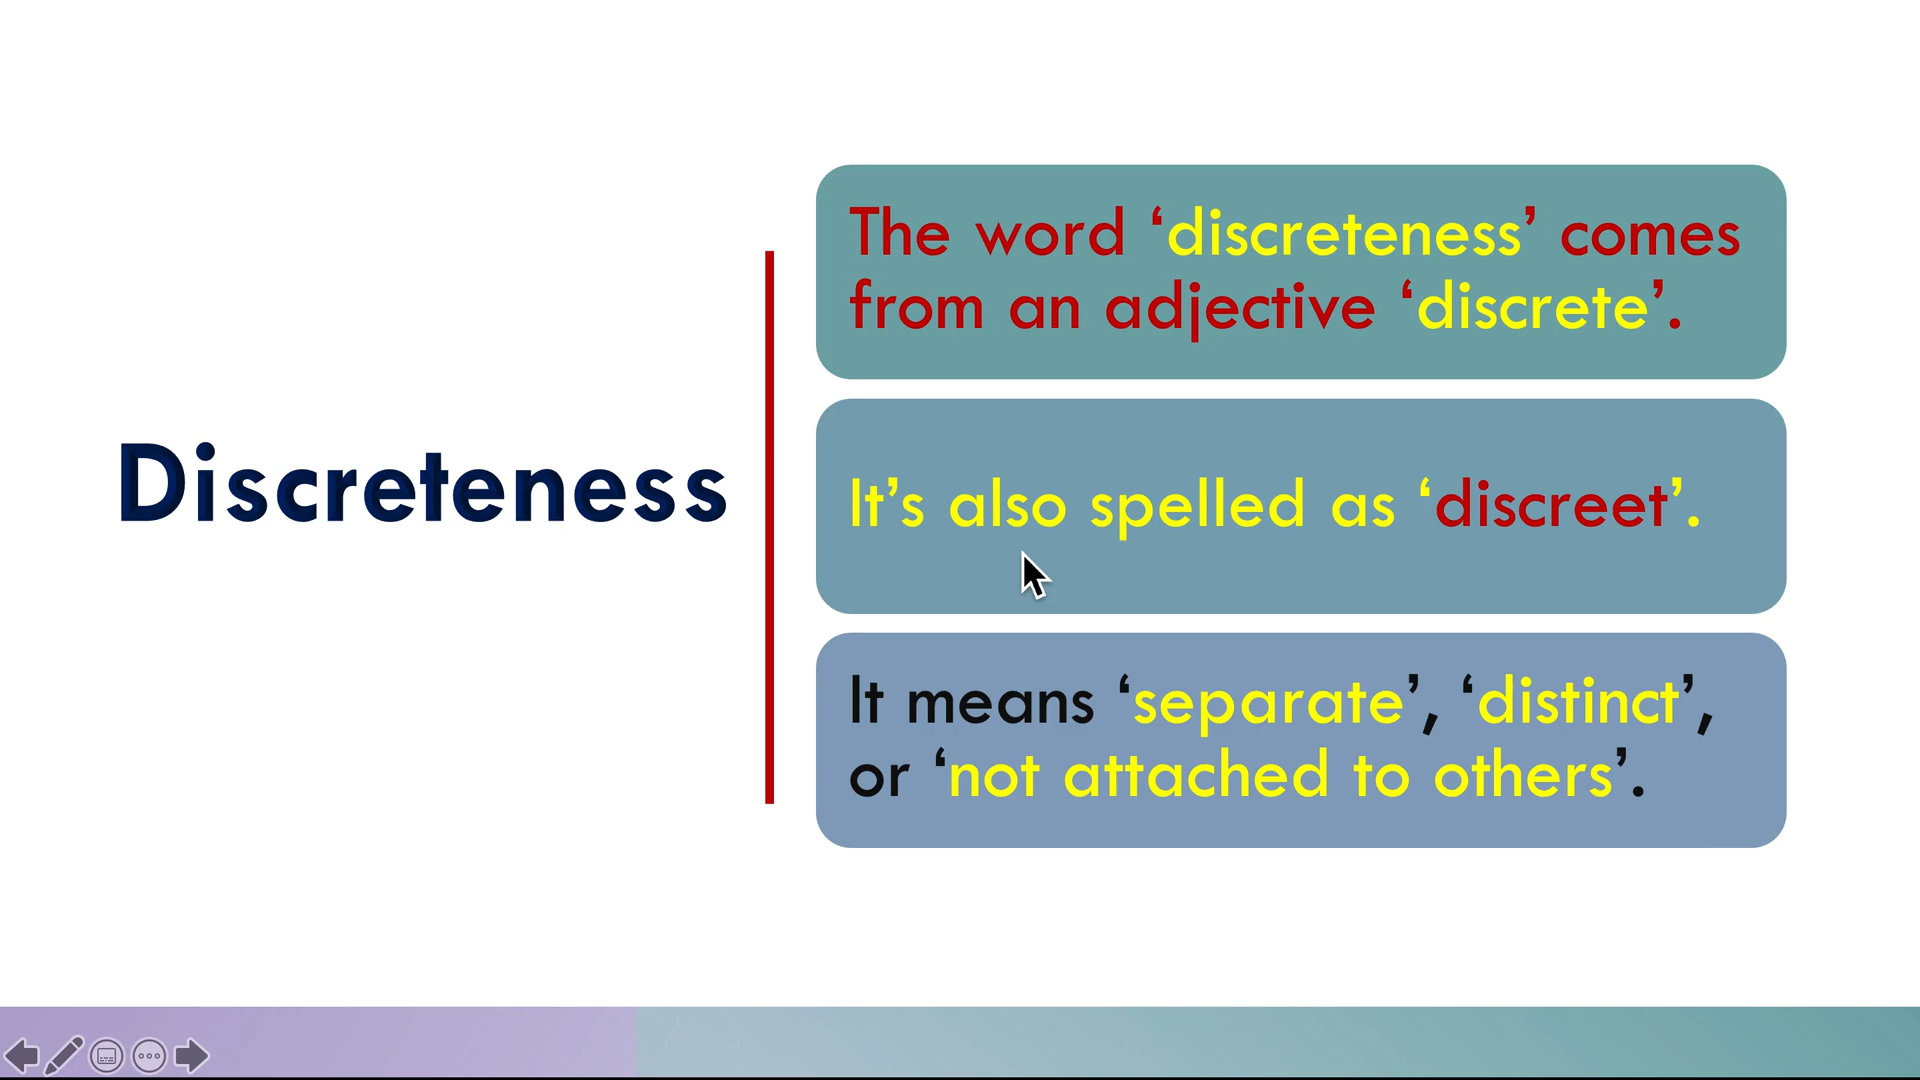 Discreteness
The word ‘discreteness’ comes
from an adjective ‘discrete’.
It’s also spelled as ‘discreet’.
It means ‘separate’, ‘distinct’,
or ‘not attached to others’.